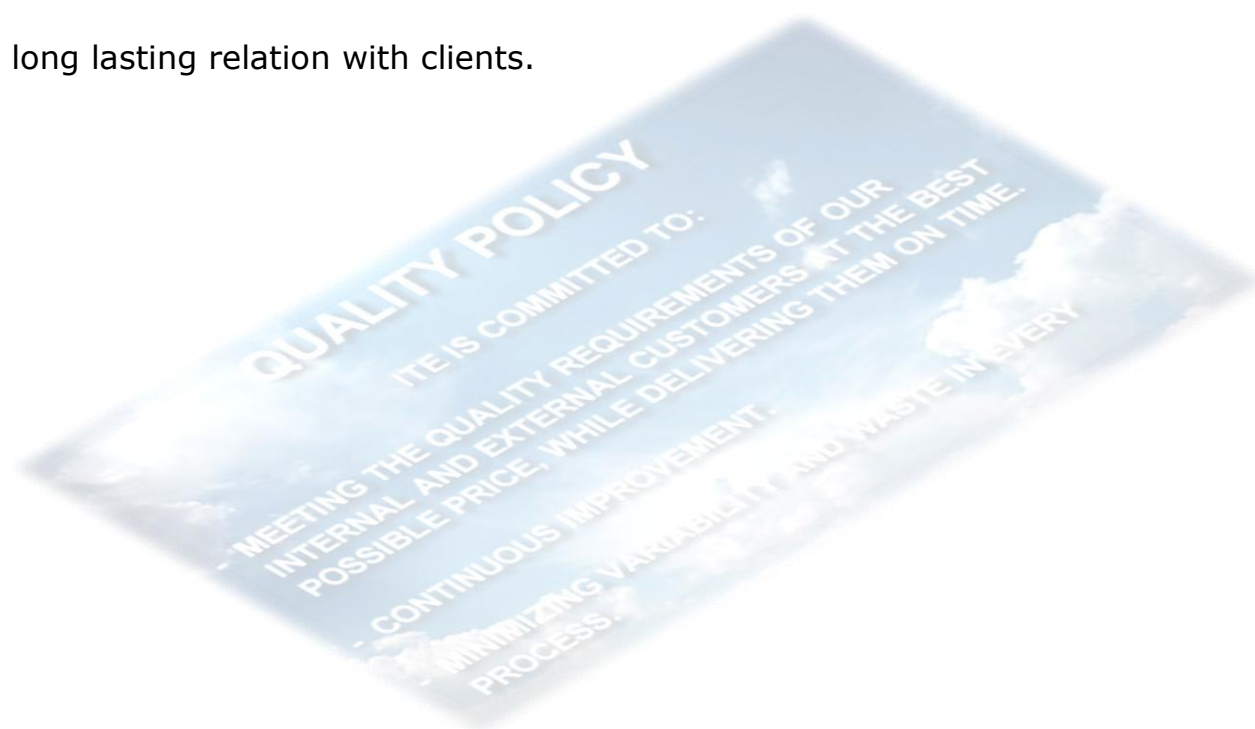 long lasting relation with clients.
QUALITY POLICY
ITE IS COMMITTED TO:
- MEETING THE QUALITY REQUIREMENTS OF OUR
INTERNAL AND EXTERNAL CUSTOMERS AT THE BEST
POSSIBLE PRICE, WHILE DELIVERING THEM ON TIME.
- CONTINUOUS IMPROVEMENT.
- MINIMIZING VARIABILITY AND WASTE IN EVERY
PROCESS.